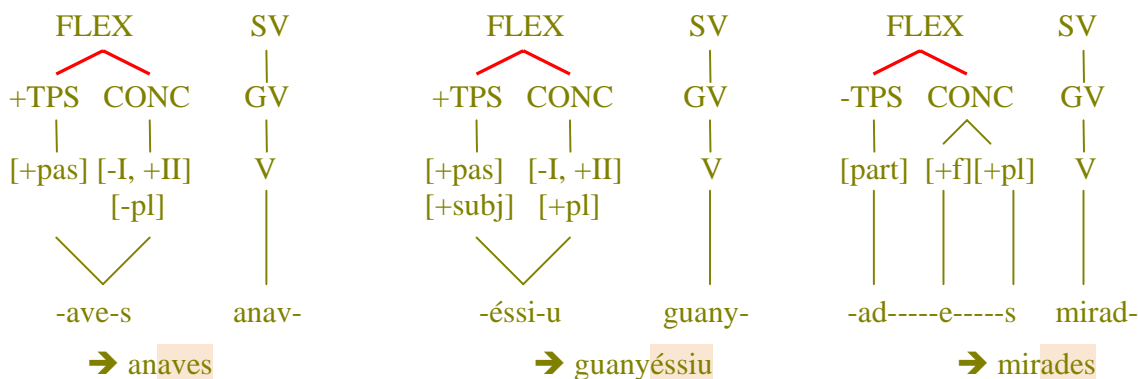 FLEX SV FLEX SV FLEX SV
+TPS CONC GV +TPS CONC GV -TPS CONC GV
[+pas] [-I, +II] V [+pas] [-I, +II] V [part] [+f][+pl] V
[-pl] [+subj] [+pl]
-ave-s anav- -éssi-u guany- -ad-----e-----s mirad-
➔ anaves ➔ guanyéssiu ➔ mirades